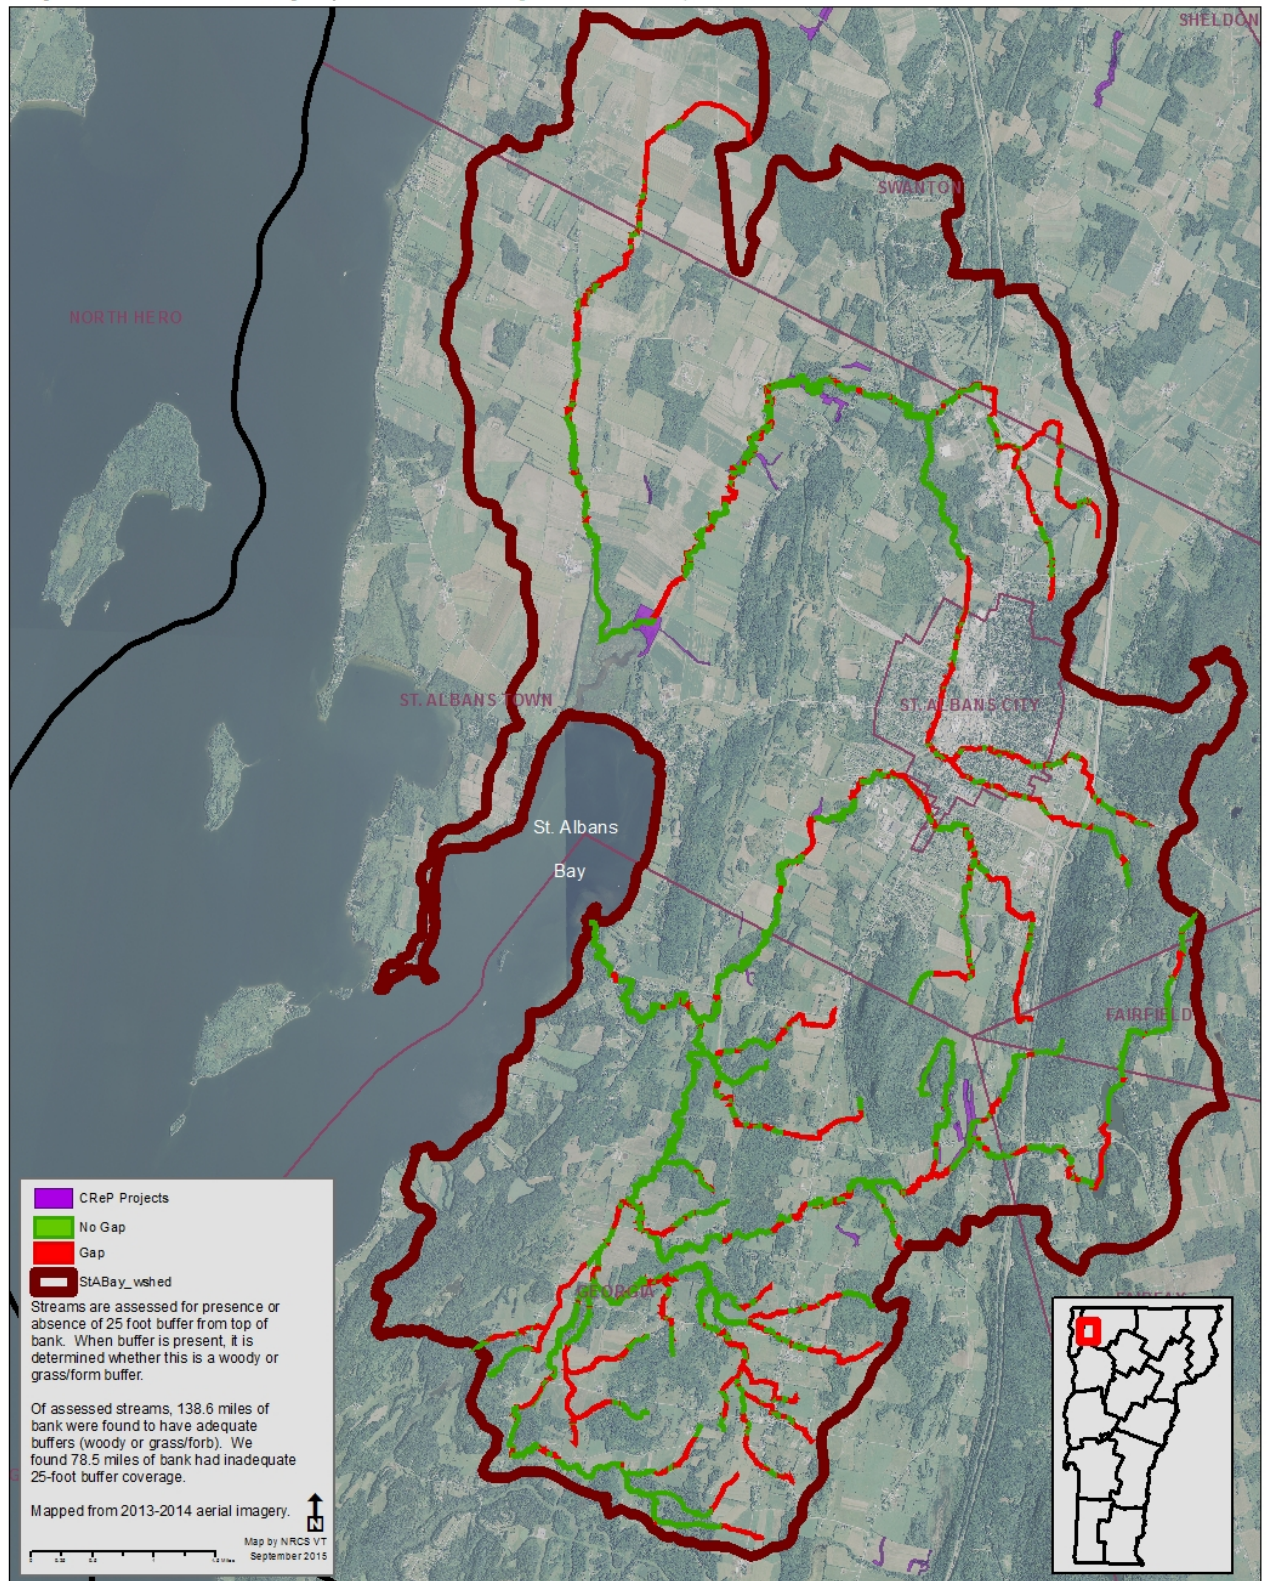 SHELDON
SWANTON
NORTH HERO
ST. ALBANS TOWN
ST. ALBANS CITY
St. Albans
Bay
FAIRFIELD
GEORGIA
FAIRFAX
CReP Projects
No Gap
Gap
StABay_wshed
Streams are assessed for presence or
absence of 25 foot buffer from top of
bank. When buffer is present, it is
determined whether this is a woody or
grass/form buffer.
Of assessed streams, 138.6 miles of
bank were found to have adequate
buffers (woody or grass/forb). We
found 78.5 miles of bank had inadequate
25-foot buffer coverage.
Mapped from 2013-2014 aerial imagery.
N
Map by NRCS VT
September 2015